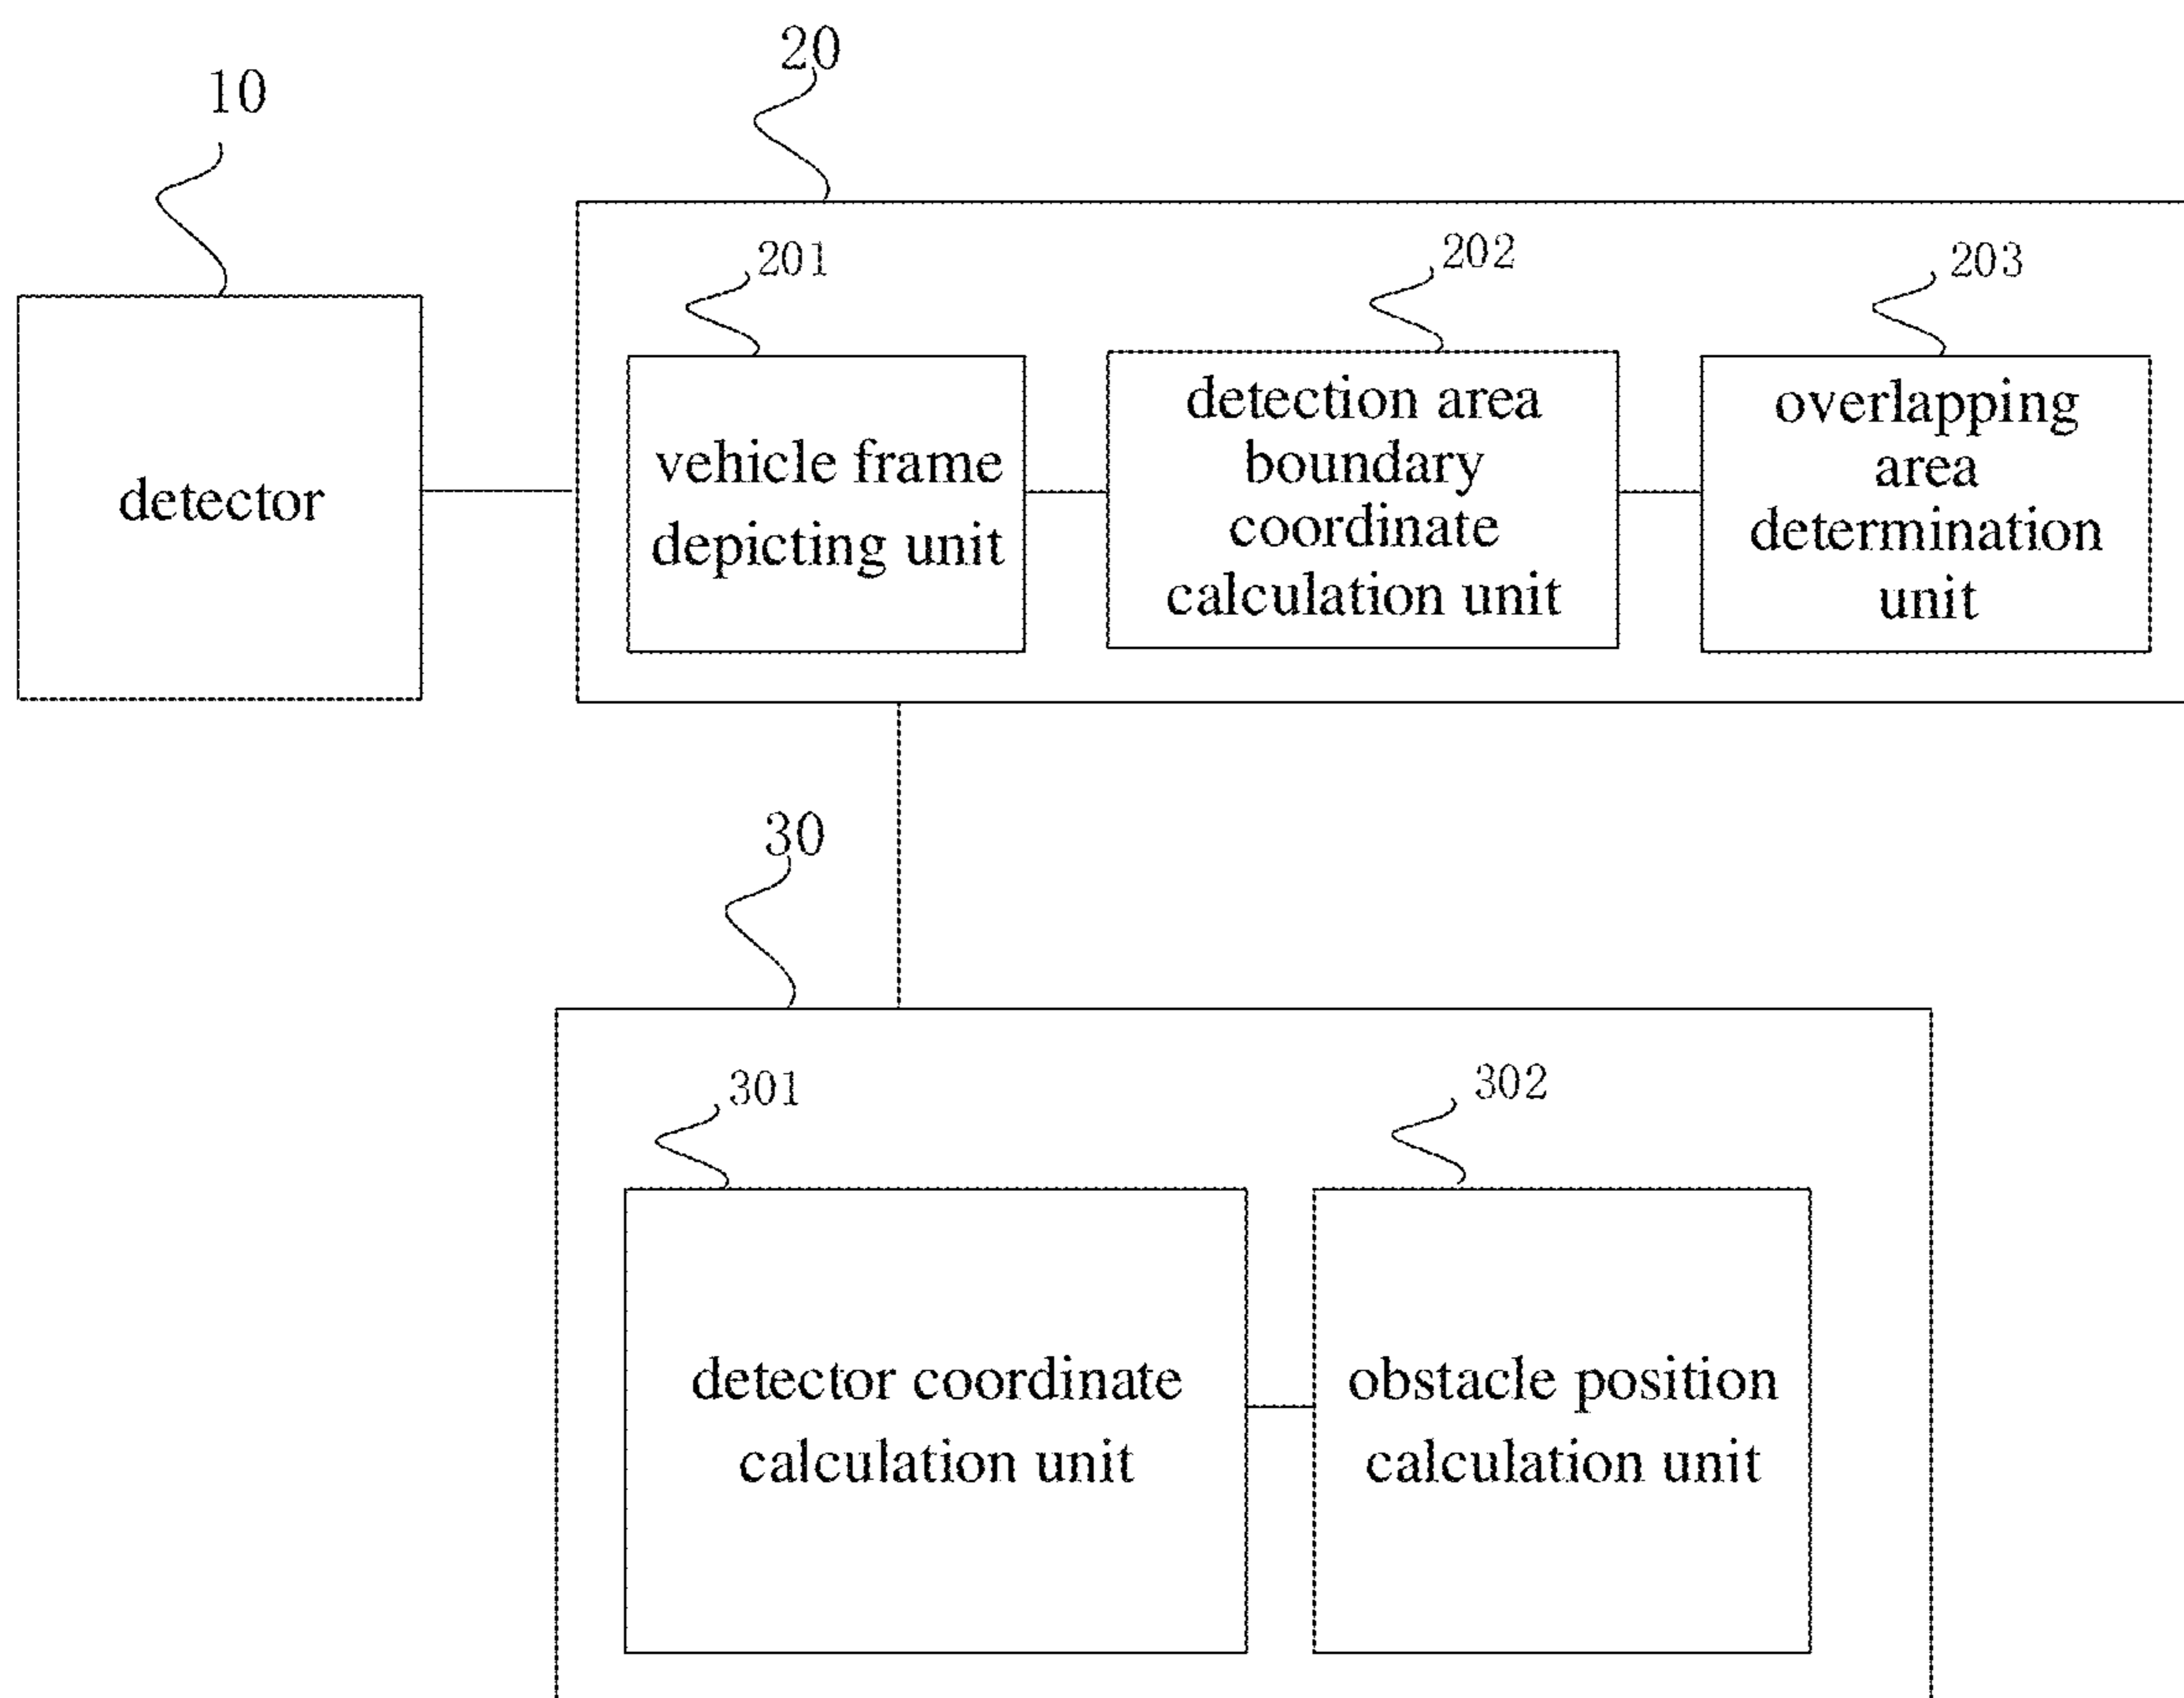 20
10
201
202
203
detector
vehicle frame
depicting unit
detection area
boundary
coordinate
calculation unit
overlapping
area
determination
unit
30
301
302
detector coordinate
calculation unit
obstacle position
calculation unit